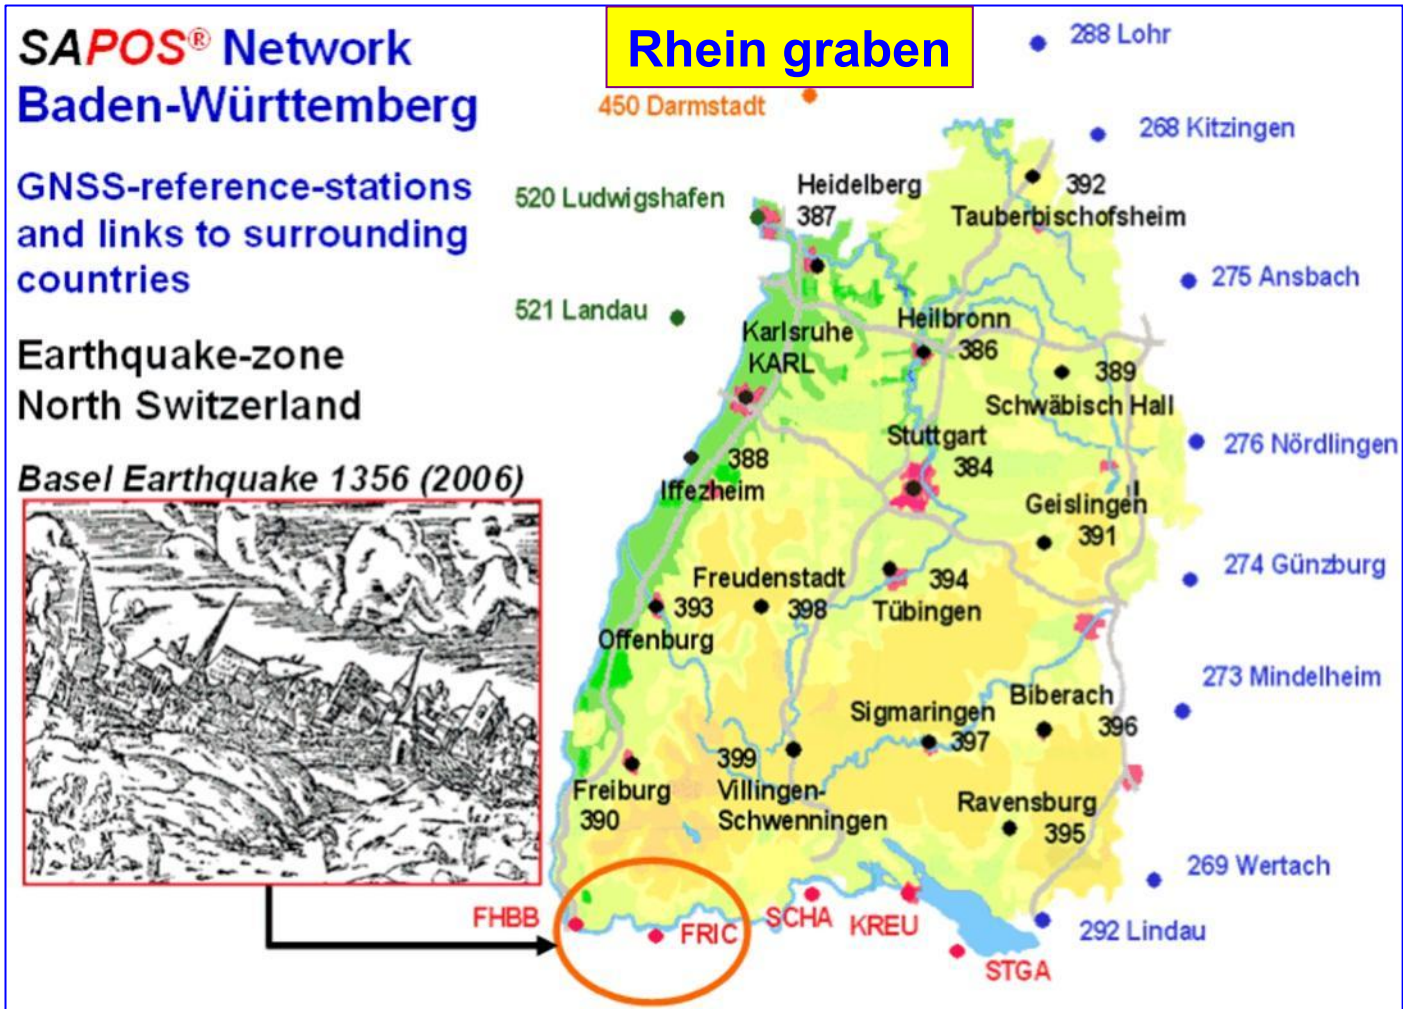 SAPOS® Network
Baden-Württemberg
GNSS-reference-stations
and links to surrounding
countries
Earthquake-zone
North Switzerland
Basel Earthquake 1356 (2006)
Rhein graben
288 Lohr
450 Darmstadt
268 Kitzingen
Heidelberg
387
392
Tauberbischofsheim
520 Ludwigshafen
275 Ansbach
521 Landau
Karlsruhe
KARL
Heilbronn
386
389
Schwäbisch Hall
276 Nördlingen
Stuttgart
384
388
Iffezheim
Geislingen
391
274 Günzburg
Freudenstadt
398
393
Offenburg
394
Tübingen
273 Mindelheim
Biberach
396
Sigmaringen
397
399
Villingen-
Schwenningen
Freiburg
390
Ravensburg
395
269 Wertach
FHBB
FRIC
SCHA
KREU
292 Lindau
STGA